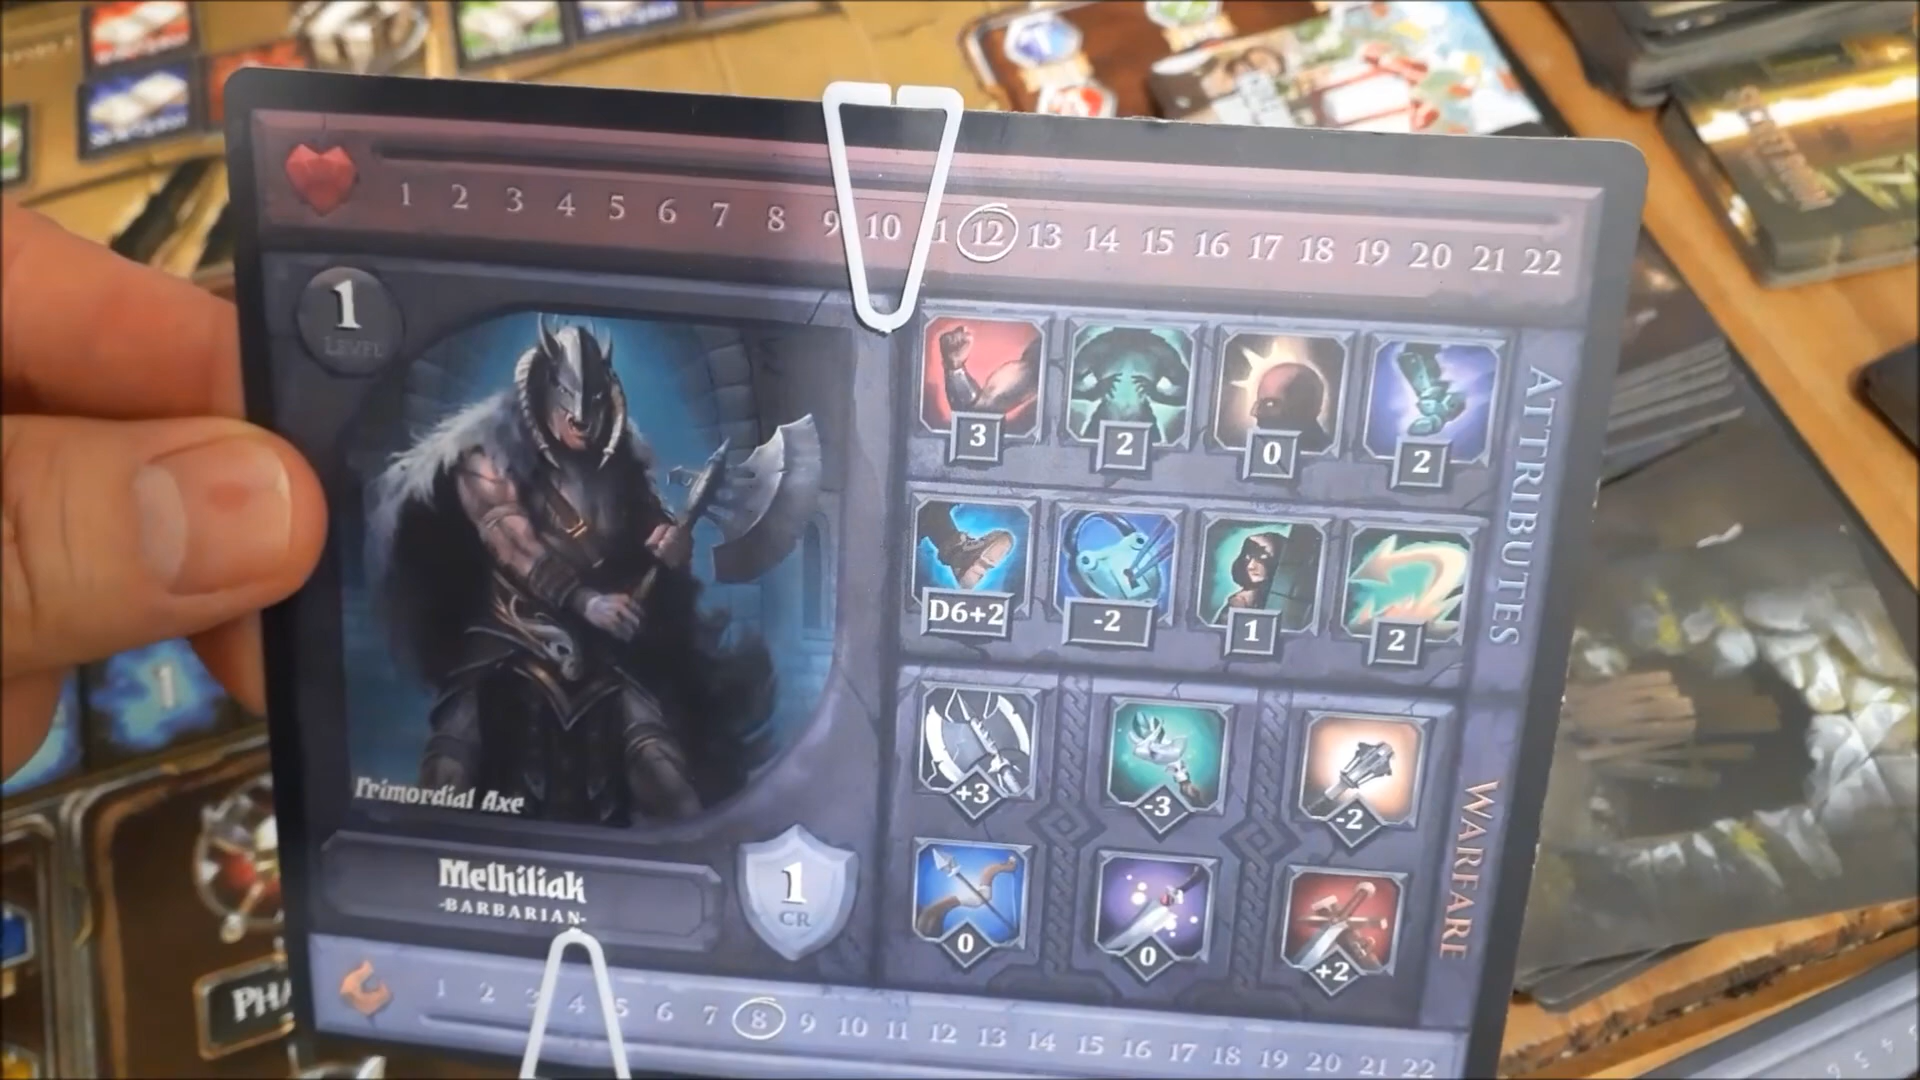 1 2 3 4 5 6 7 8 9 10 1 12 13 14 15 16 17 18 19 20 21 22
1
LEVEL
3 2 0 2
ATTRIBUTES
D6+2 -2 1 2
+3 -3 -2
WARFARE
Primordial Axe
Melhiliak
-BARBARIAN-
1
CR
0 0 +2
1 2 3 4 5 6 7 8 9 10 11 12 13 14 15 16 17 18 19 20 21 22
PHA
1